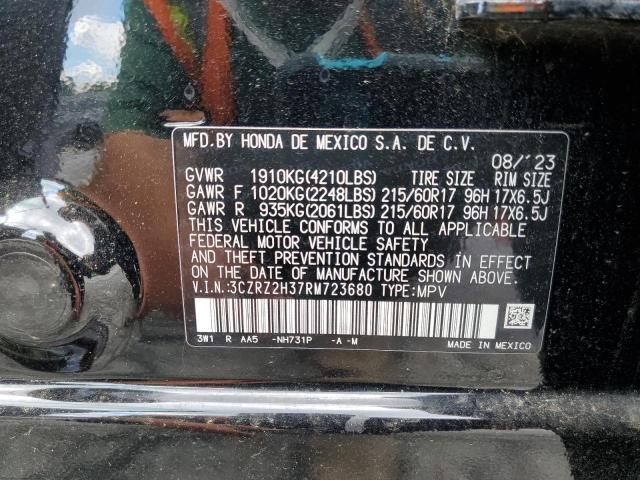 MFD.BY HONDA DE MEXICO S.A. DE C.V.
08/'23
GVWR 1910KG(4210LBS) TIRE SIZE RIM SIZE
GAWR F 1020KG(2248LBS) 215/60R17 96H 17X6.5J
GAWR R 935KG(2061LBS) 215/60R17 96H 17X6.5J
THIS VEHICLE CONFORMS TO ALL APPLICABLE
FEDERAL MOTOR VEHICLE SAFETY
AND THEFT PREVENTION STANDARDS IN EFFECT
ON THE DATE OF MANUFACTURE SHOWN ABOVE.
V.I.N.:3CZRZ2H37RM723680 TYPE:MPV
3W1 R AA5 -NH731P -A-M MADE IN MEXICO